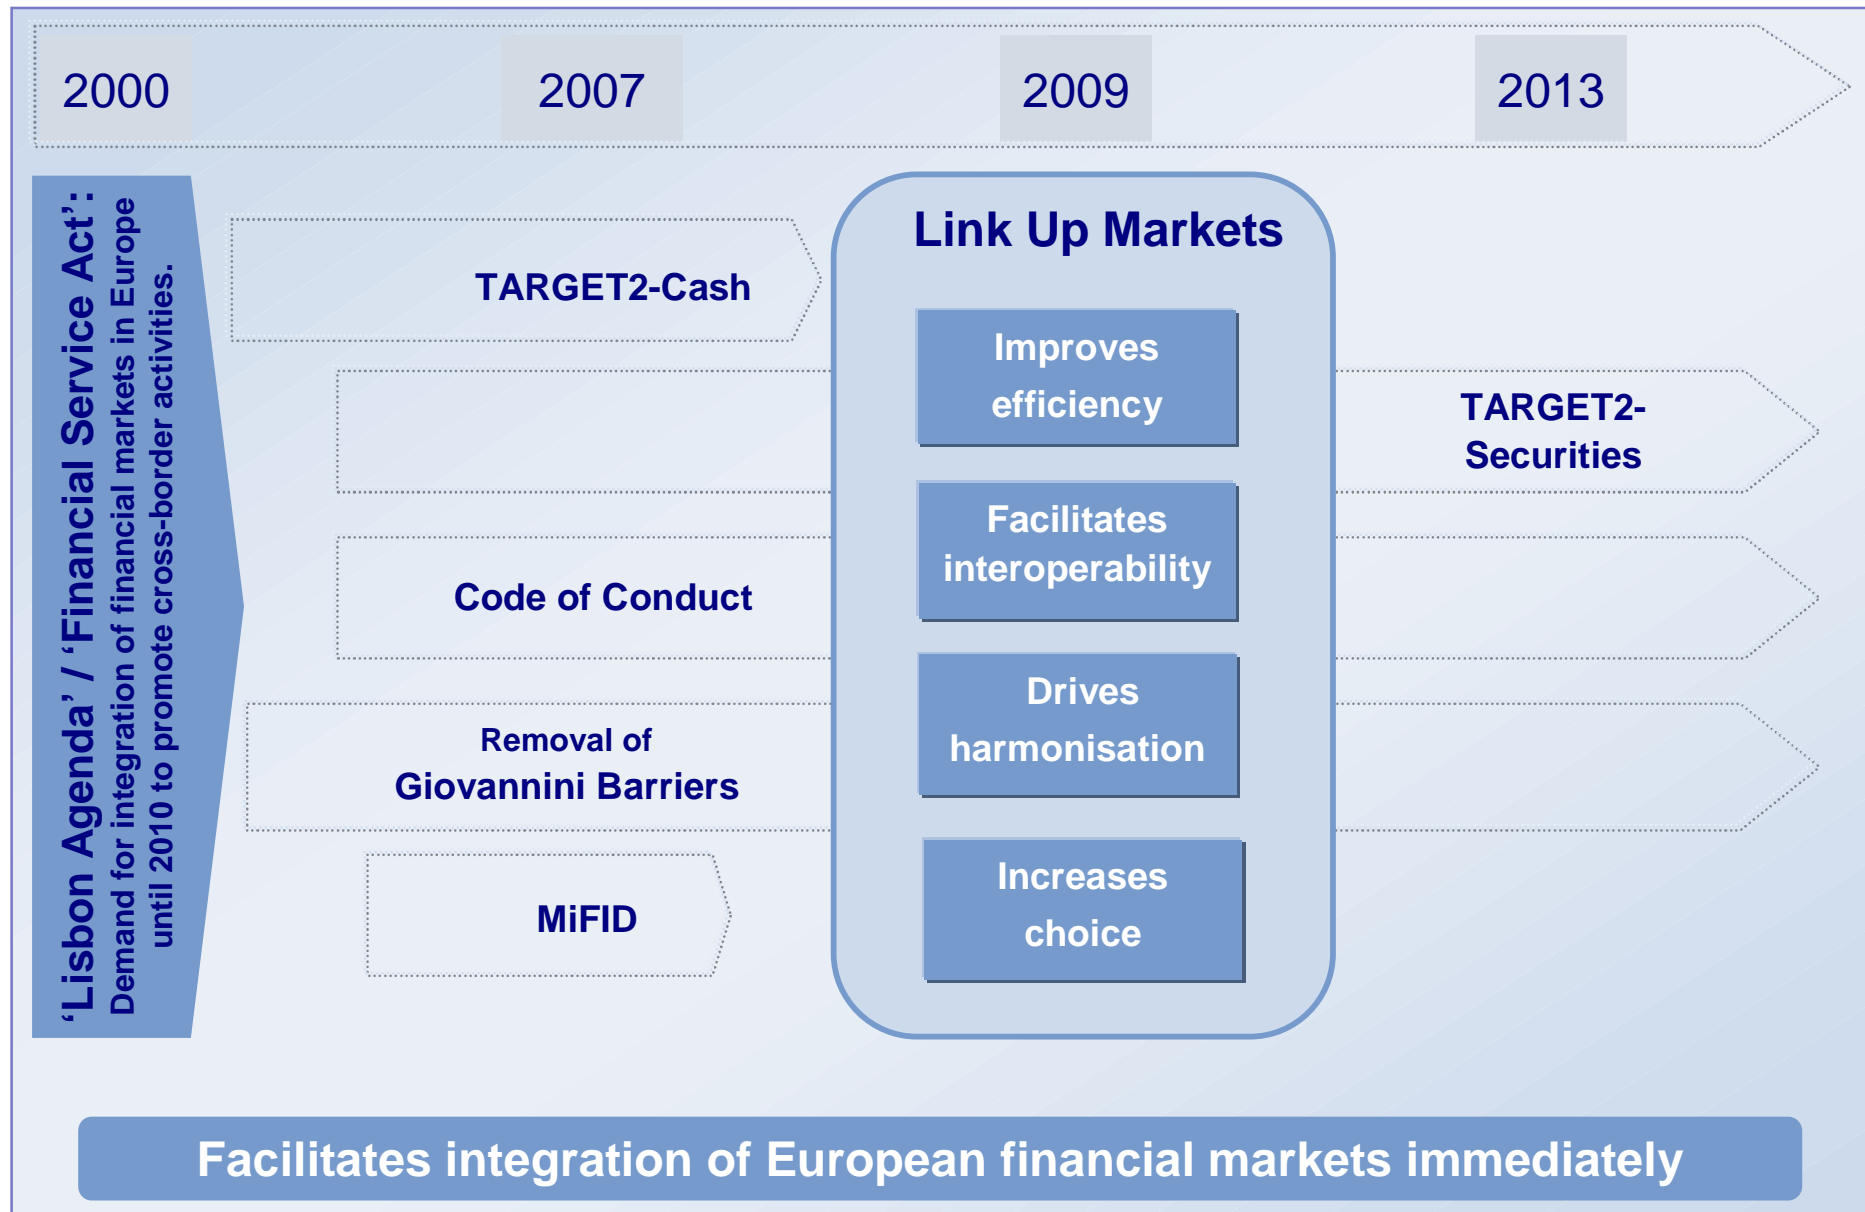 2000
2007
2009
2013
‘Lisbon Agenda’ / ‘Financial Service Act’:
Demand for integration of financial markets in Europe
until 2010 to promote cross-border activities.
TARGET2-Cash
Link Up Markets
Improves
efficiency
TARGET2-
Securities
Facilitates
interoperability
Code of Conduct
Drives
harmonisation
Removal of
Giovannini Barriers
Increases
choice
MiFID
Facilitates integration of European financial markets immediately